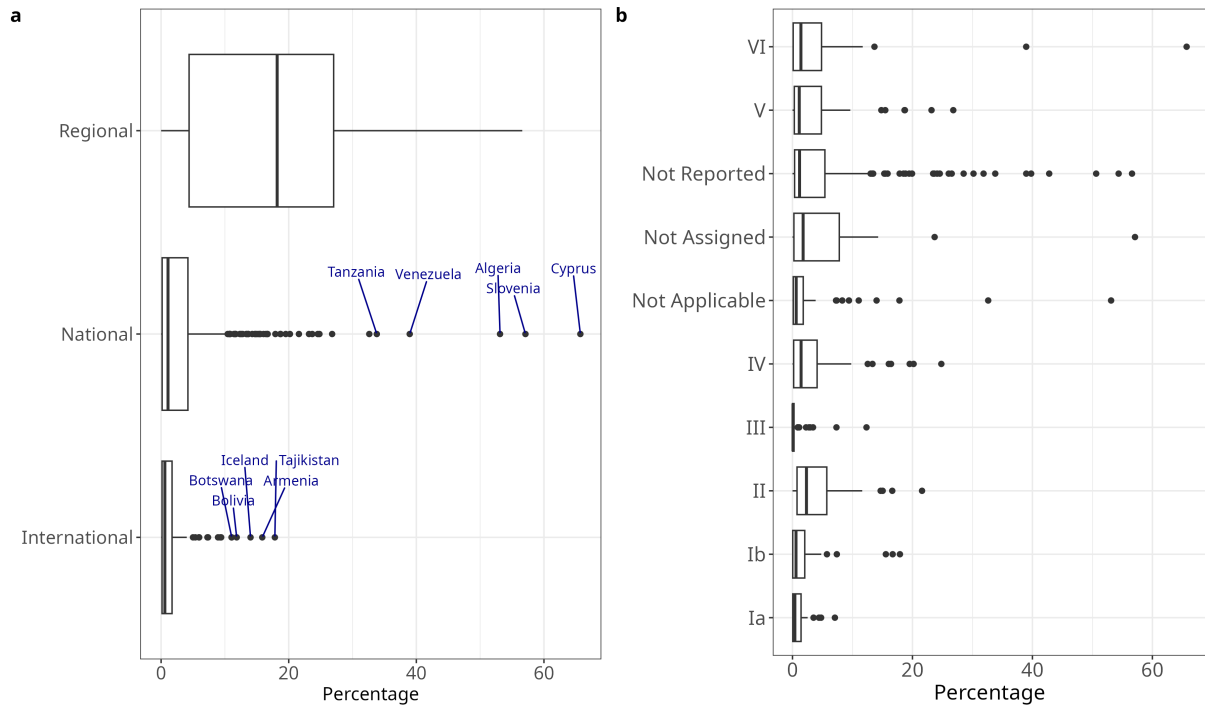 a
Regional
National
International
Tanzania
Venezuela
Algeria
Slovenia
Cyprus
Iceland
Tajikistan
Botswana
Armenia
Bolivia
0
20
40
60
Percentage
b
VI
V
Not Reported
Not Assigned
Not Applicable
IV
III
II
Ib
Ia
0
20
40
60
Percentage